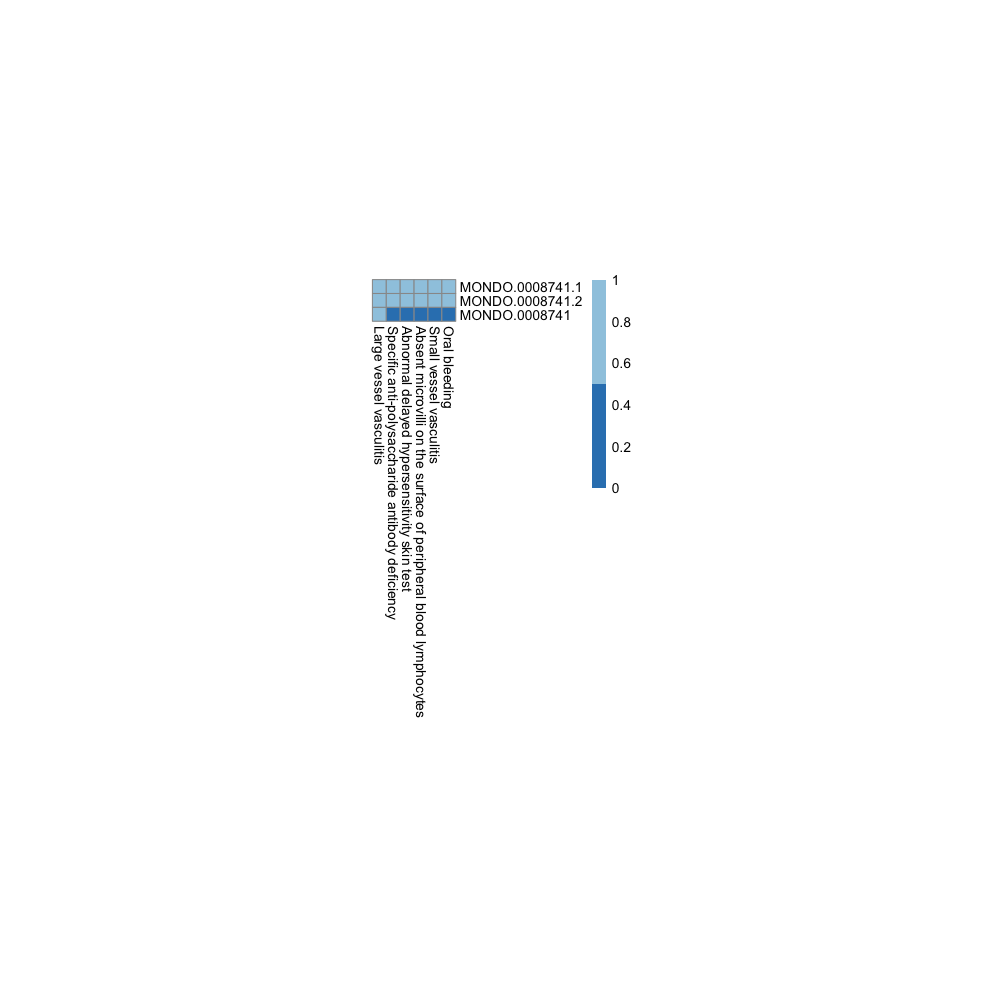 MONDO.0008741.1
MONDO.0008741.2
MONDO.0008741
1
0.8
0.6
0.4
0.2
0
Large vessel vasculitis
Specific anti-polysaccharide antibody deficiency
Abnormal delayed hypersensitivity skin test
Absent microvilli on the surface of peripheral blood lymphocytes
Small vessel vasculitis
Oral bleeding